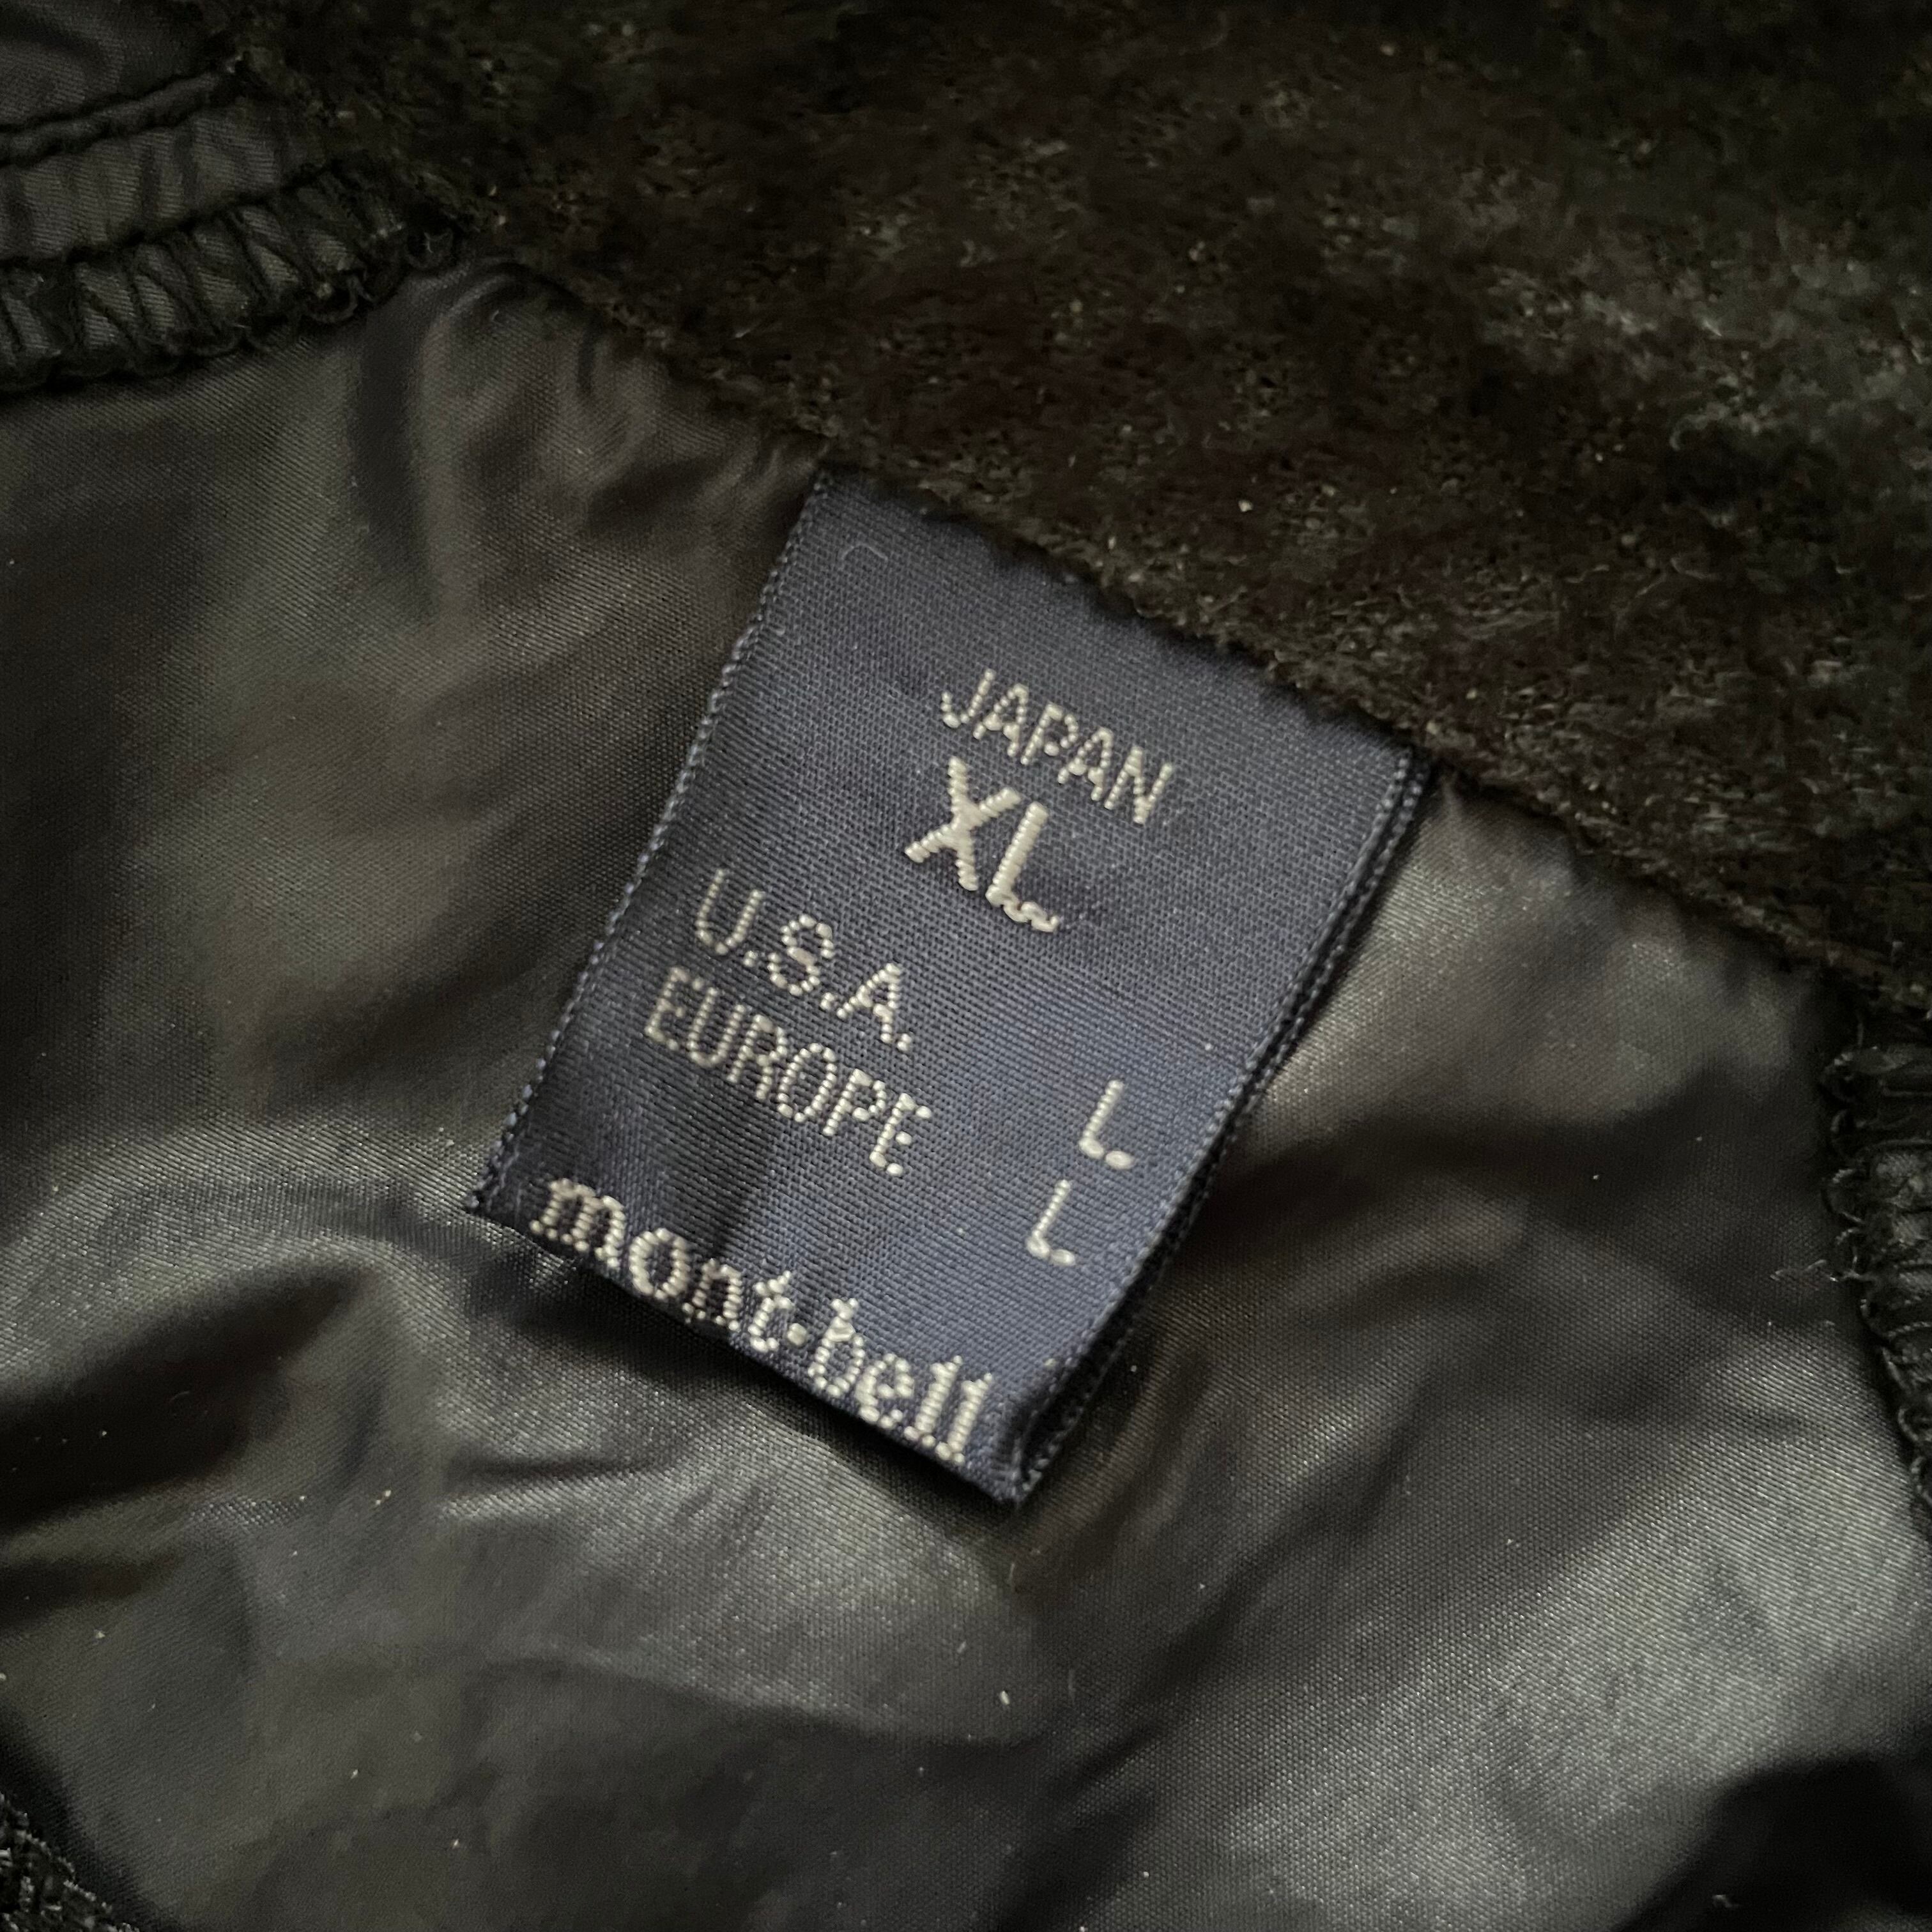 JAPAN
XL
U.S.A. L
EUROPE L
mont-bell